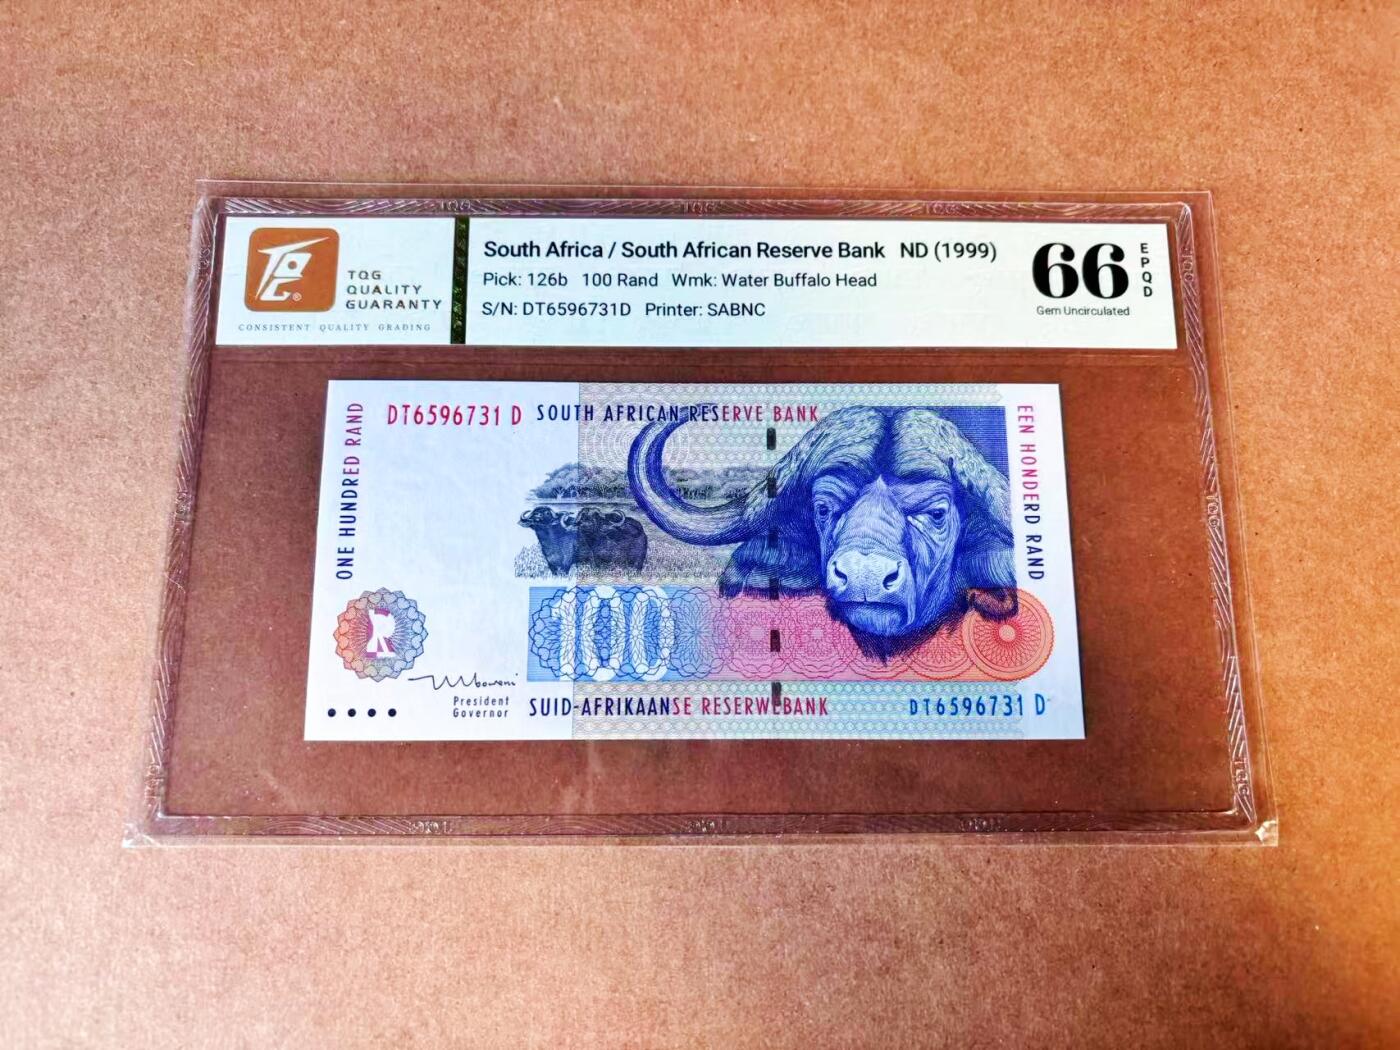 TQG
QUALITY
GUARANTY
CONSISTENT QUALITY GRADING
South Africa / South African Reserve Bank ND (1999)
Pick: 126b 100 Rand Wmk: Water Buffalo Head
S/N: DT6596731D Printer: SABNC
66
EPQD
Gem Uncirculated
ONE HUNDRED RAND
DT6596731 D
SOUTH AFRICAN RESERVE BANK
EEN HONDERD RAND
100
President
Governor
SUID-AFRIKAANSE RESERWEBANK
DT6596731 D